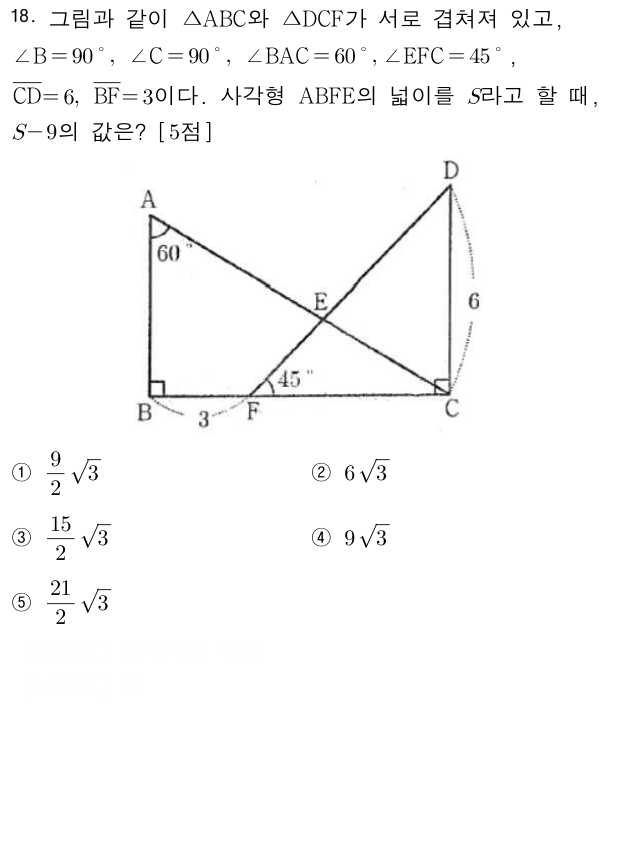 18. 그림과 같이 △ABC와 △DCF가 서로 겹쳐져 있고,
∠B=90°, ∠C=90°, ∠BAC=60°, ∠EFC=45°,
C̅D̅=6, B̅F̅=3이다. 사각형 ABFE의 넓이를 S라고 할 때,
S-9의 값은? [5점]
D
A
60°
E
6
45°
B
3
F
C
① 9/2 √3
② 6√3
③ 15/2 √3
④ 9√3
⑤ 21/2 √3